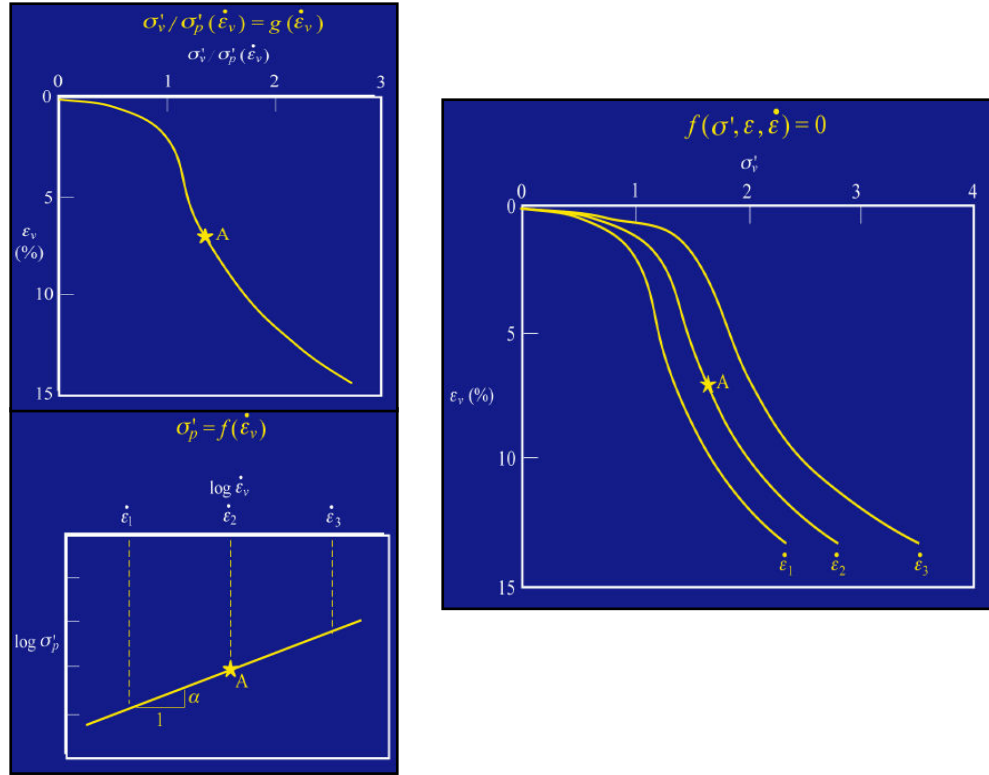 σ'ᵥ/σ'ₚ(ε̇ᵥ) = g(ε̇ᵥ)
σ'ᵥ/σ'ₚ(ε̇ᵥ)
0 1 2 3
0
5
εᵥ
(%)
A
10
15
σ'ₚ = f(ε̇ᵥ)
log ε̇ᵥ
ε̇₁ ε̇₂ ε̇₃
log σ'ₚ
A
α
1
f(σ', ε, ε̇) = 0
σ'ᵥ
0 1 2 3 4
0
5
A
εᵥ (%)
10
ε̇₁ ε̇₂ ε̇₃
15